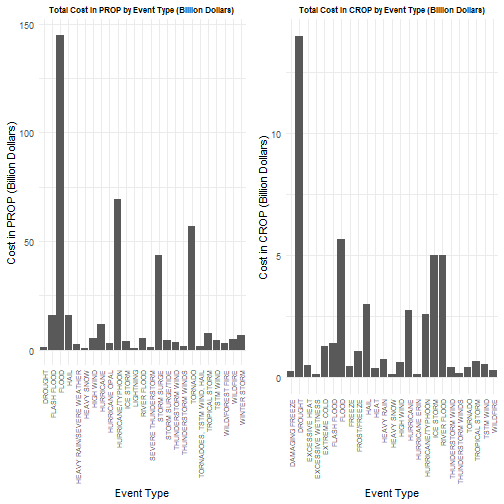 Total Cost in PROP by Event Type (Billion Dollars)
Cost in PROP (Billion Dollars)
150
100
50
0
DROUGHT
FLASH FLOOD
FLOOD
HAIL
HEAVY RAIN/SEVERE WEATHER
HEAVY SNOW
HIGH WIND
HURRICANE
HURRICANE OPAL
HURRICANE/TYPHOON
ICE STORM
LIGHTNING
RIVER FLOOD
SEVERE THUNDERSTORM
STORM SURGE
STORM SURGE/TIDE
THUNDERSTORM WIND
THUNDERSTORM WINDS
TORNADO
TORNADOES, TSTM WIND, HAIL
TROPICAL STORM
TSTM WIND
WILD/FOREST FIRE
WILDFIRE
WINTER STORM
Event Type
Total Cost in CROP by Event Type (Billion Dollars)
Cost in CROP (Billion Dollars)
10
5
0
DAMAGING FREEZE
DROUGHT
EXCESSIVE HEAT
EXCESSIVE WETNESS
EXTREME COLD
FLASH FLOOD
FLOOD
FREEZE
FROST/FREEZE
HAIL
HEAT
HEAVY RAIN
HEAVY SNOW
HIGH WIND
HURRICANE
HURRICANE ERIN
HURRICANE/TYPHOON
ICE STORM
RIVER FLOOD
THUNDERSTORM WIND
THUNDERSTORM WINDS
TORNADO
TROPICAL STORM
TSTM WIND
WILDFIRE
Event Type